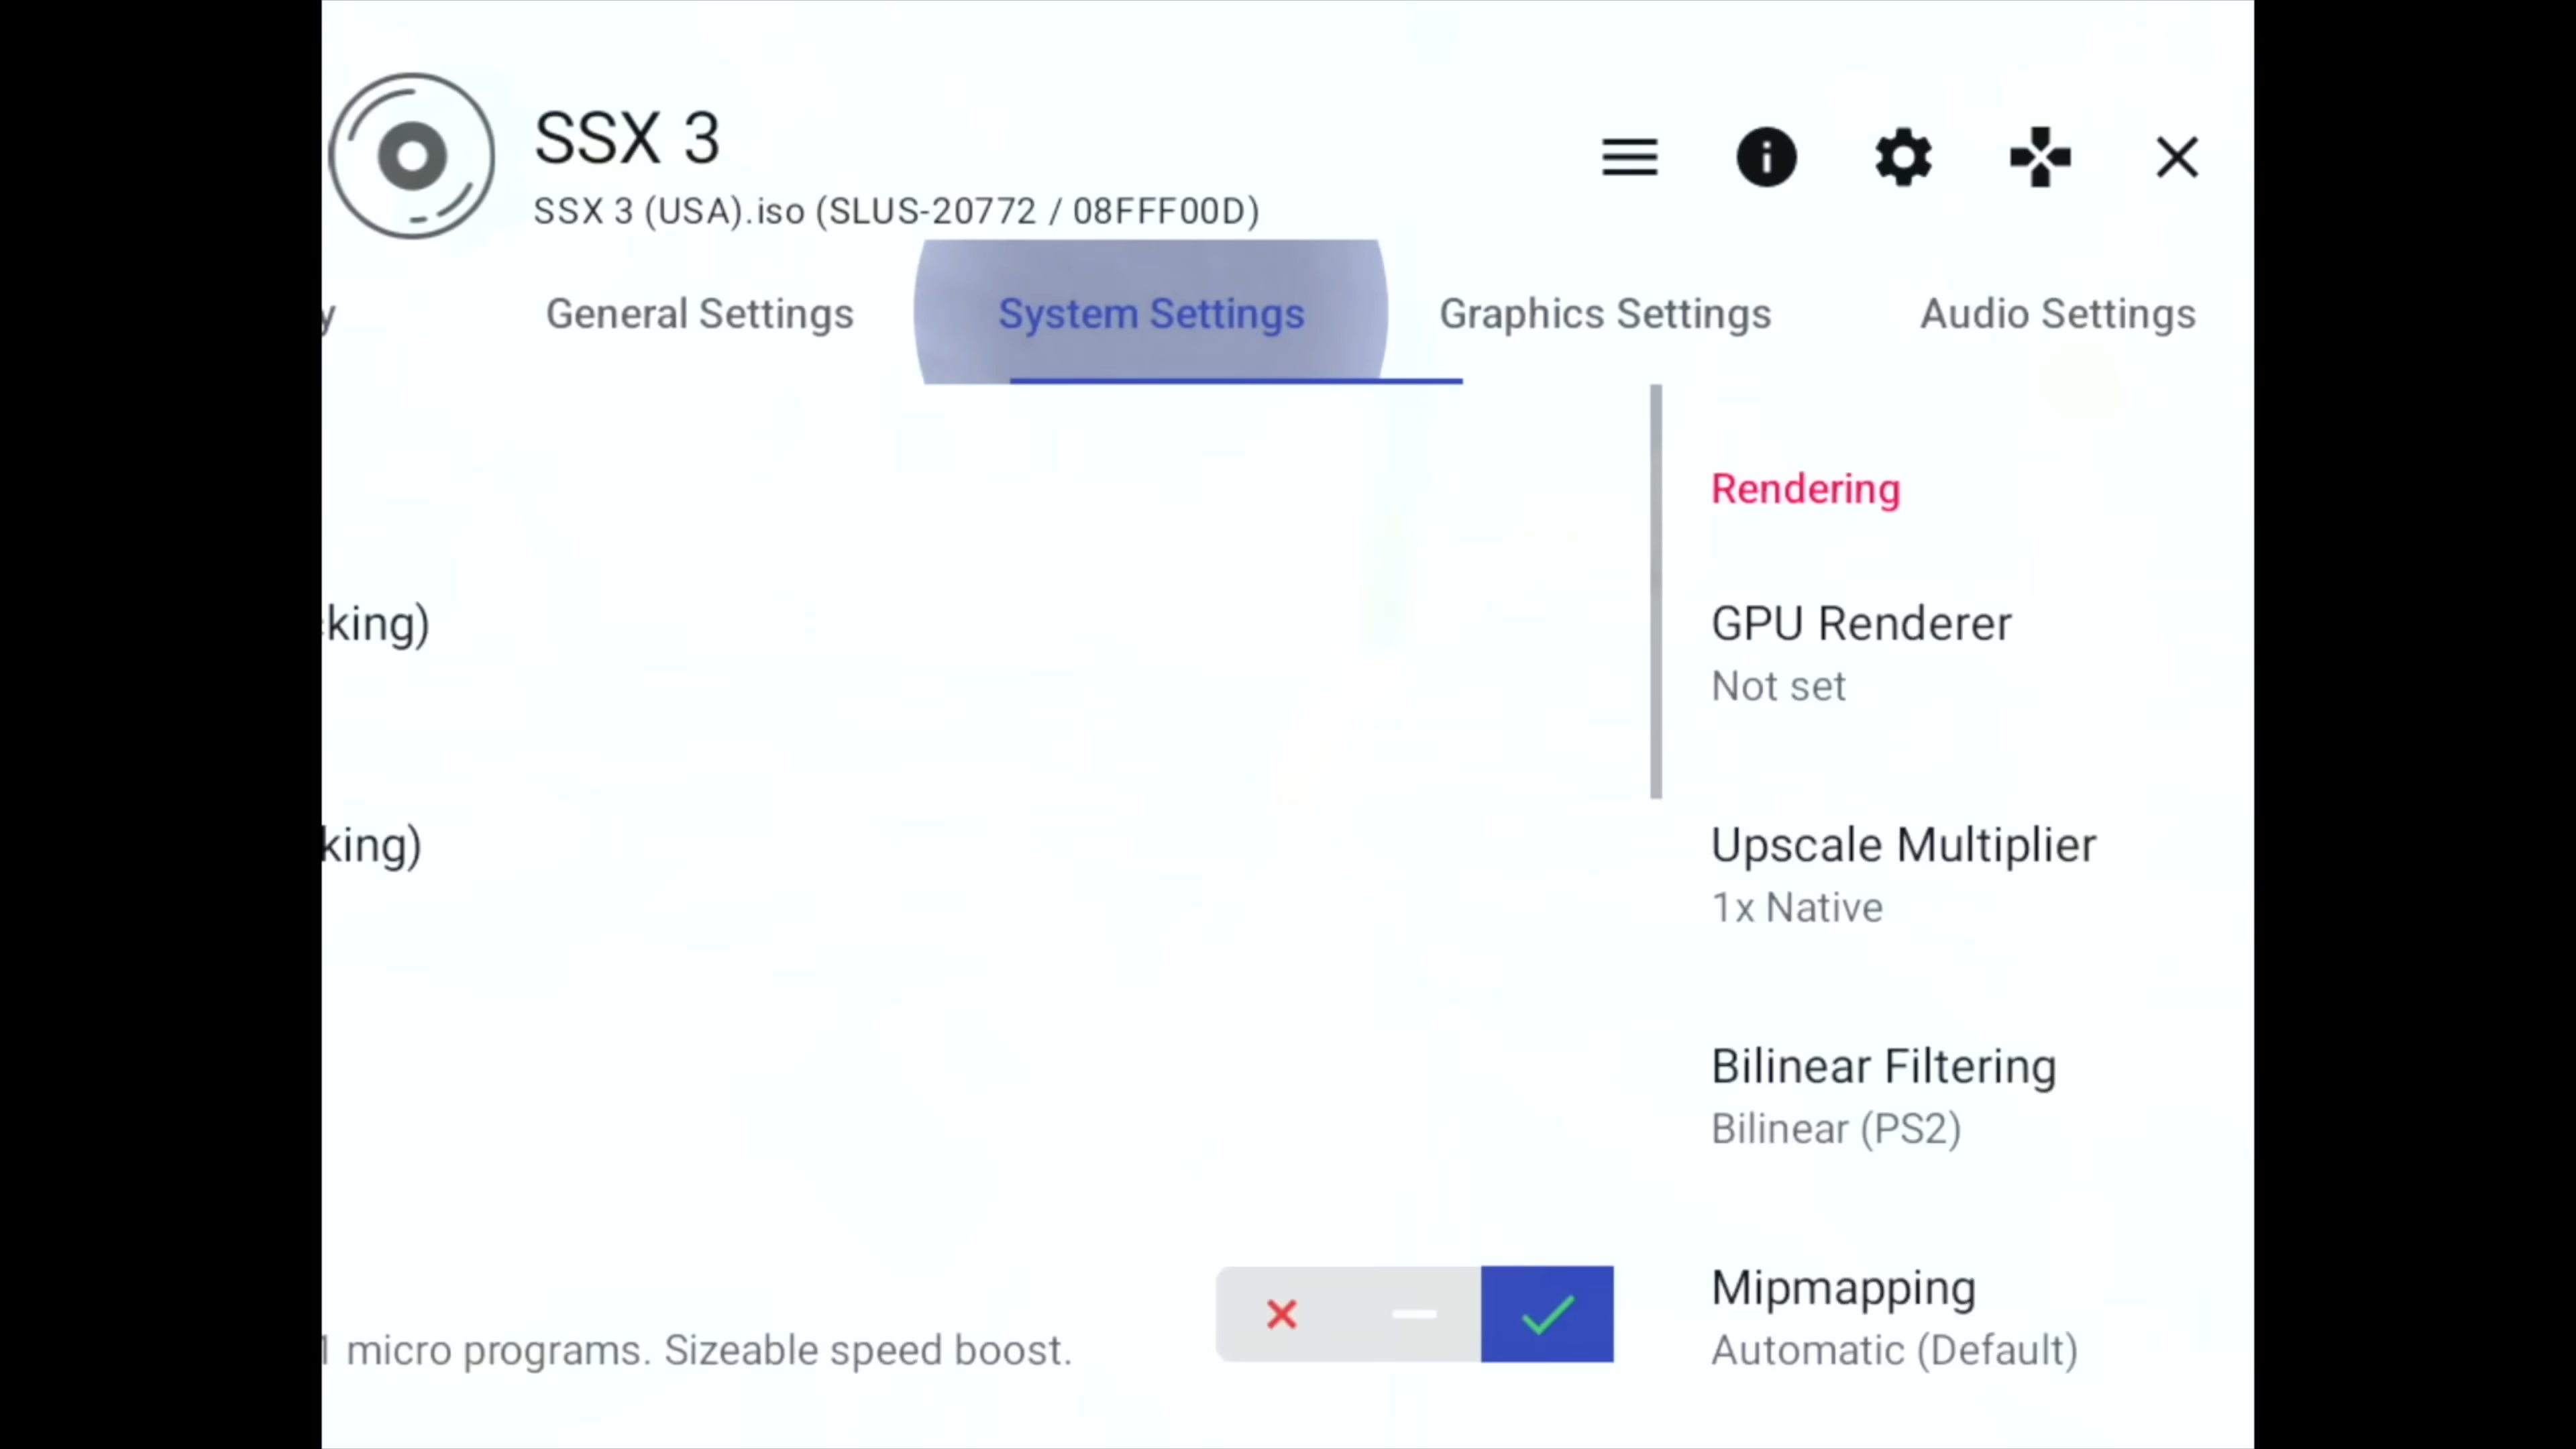 SSX 3
SSX 3 (USA).iso (SLUS-20772 / 08FFF00D)
y General Settings System Settings Graphics Settings Audio Settings
Rendering
king)
GPU Renderer
Not set
king)
Upscale Multiplier
1x Native
Bilinear Filtering
Bilinear (PS2)
Mipmapping
1 micro programs. Sizeable speed boost.
Automatic (Default)